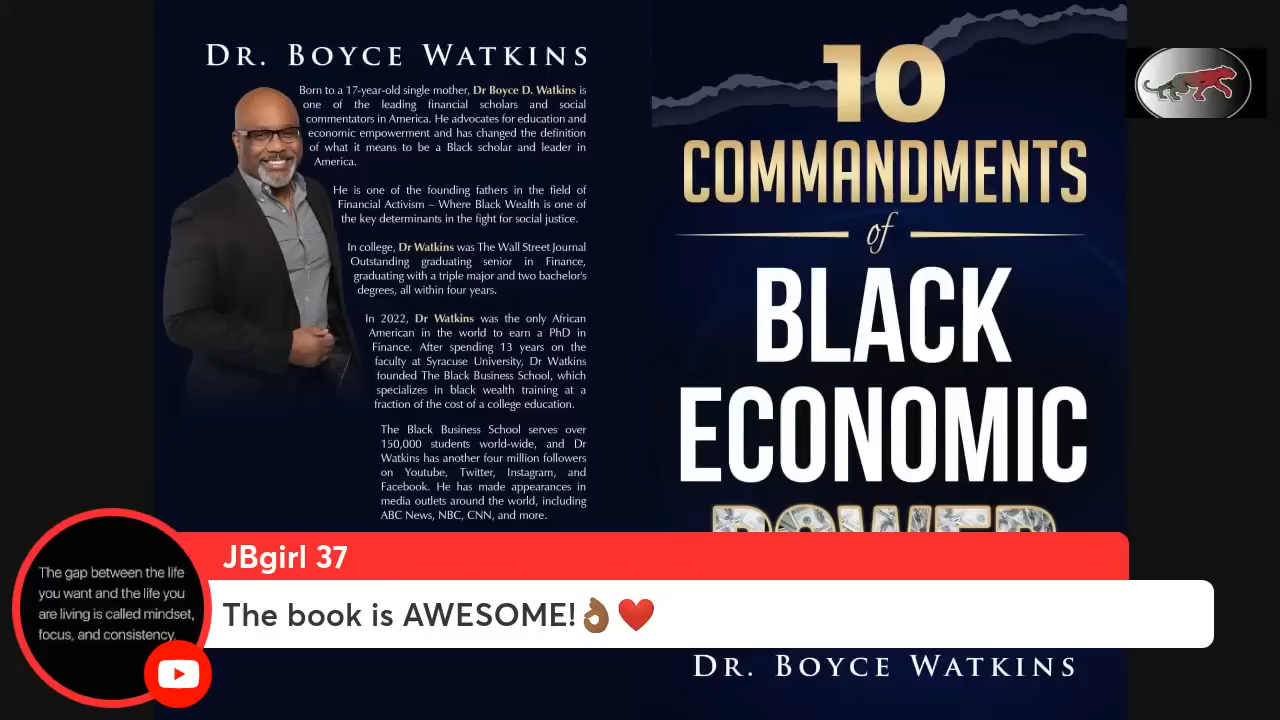 DR. BOYCE WATKINS
Born to a 17-year-old single mother, Dr Boyce D. Watkins is
one of the leading financial scholars and social
commentators in America. He advocates for education and
economic empowerment and has changed the definition
of what it means to be a Black scholar and leader in
America.
He is one of the founding fathers in the field of
Financial Activism – Where Black Wealth is one of
the key determinants in the fight for social justice.
In college, Dr Watkins was The Wall Street Journal
Outstanding graduating senior in Finance,
graduating with a triple major and two bachelor's
degrees, all within four years.
In 2022, Dr Watkins was the only African
American in the world to earn a PhD in
Finance. After spending 13 years on the
faculty at Syracuse University, Dr Watkins
founded The Black Business School, which
specializes in black wealth training at a
fraction of the cost of a college education.
The Black Business School serves over
150,000 students world-wide, and Dr
Watkins has another four million followers
on Youtube, Twitter, Instagram, and
Facebook. He has made appearances in
media outlets around the world, including
ABC News, NBC, CNN, and more.
10
COMMANDMENTS
of
BLACK
ECONOMIC
POWER
DR. BOYCE WATKINS
The gap between the life
you want and the life you
are living is called mindset,
focus, and consistency.
JBgirl 37
The book is AWESOME!👌🏾❤️